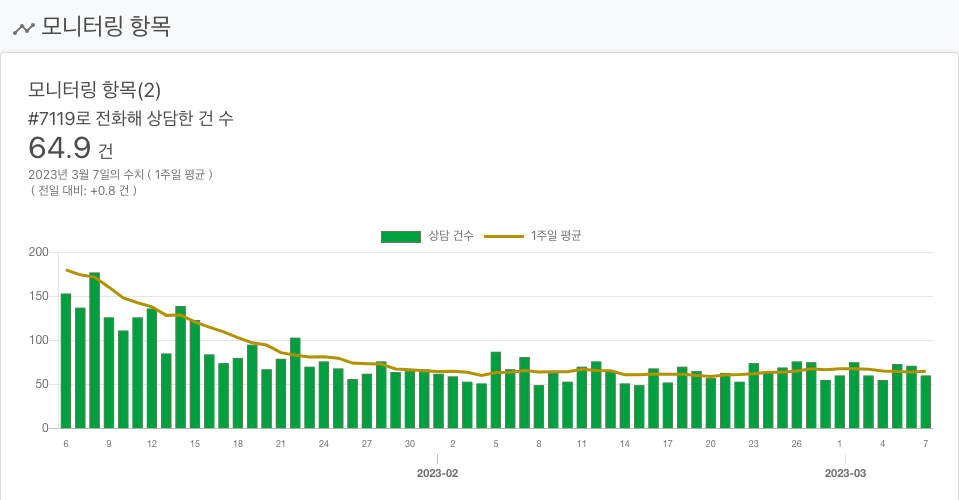 모니터링 항목
모니터링 항목(2)
#7119로 전화해 상담한 건 수
64.9 건
2023년 3월 7일의 수치 ( 1주일 평균 )
( 전일 대비: +0.8 건 )
상담 건수 1주일 평균
200
150
100
50
0
6 9 12 15 18 21 24 27 30 2 5 8 11 14 17 20 23 26 1 4 7
2023-02 2023-03